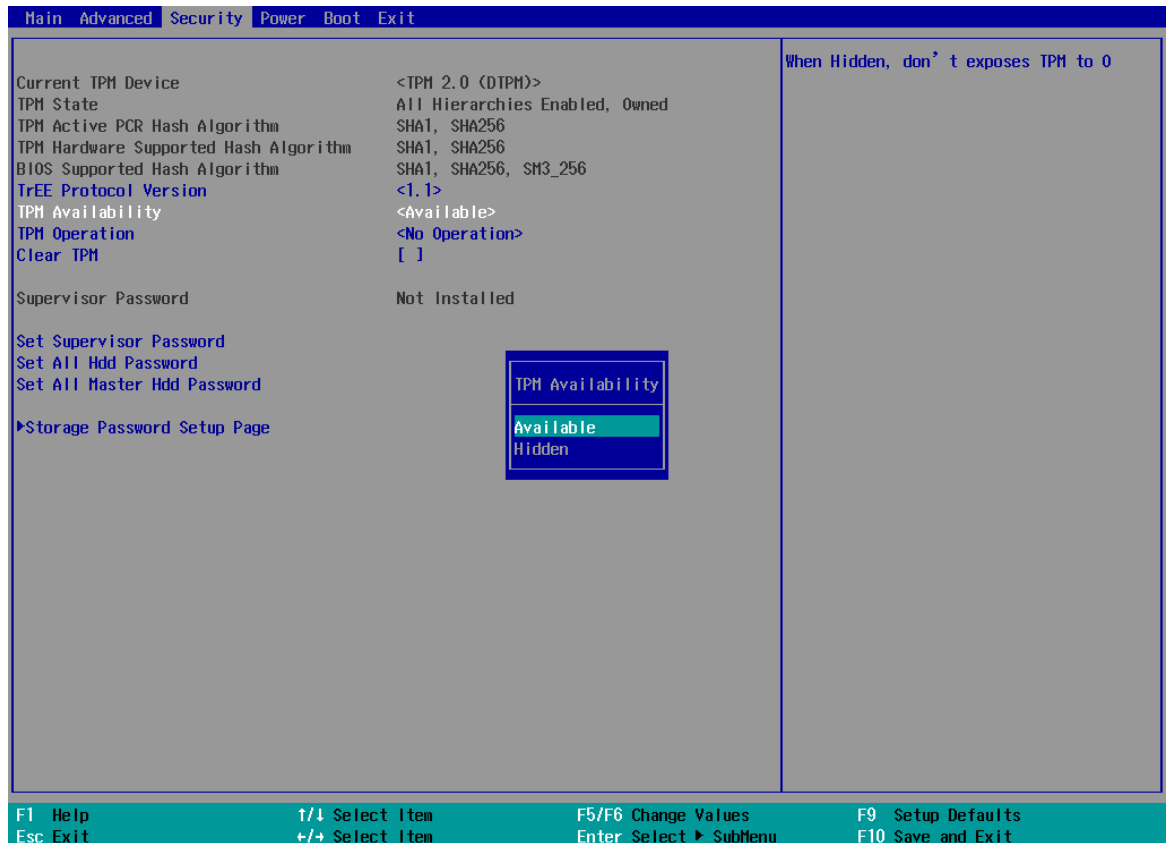 Main Advanced Security Power Boot Exit
When Hidden, don't exposes TPM to O
Current TPM Device <TPM 2.0 (DTPM)>
TPM State All Hierarchies Enabled, Owned
TPM Active PCR Hash Algorithm SHA1, SHA256
TPM Hardware Supported Hash Algorithm SHA1, SHA256
BIOS Supported Hash Algorithm SHA1, SHA256, SM3_256
TrEE Protocol Version <1.1>
TPM Availability <Available>
TPM Operation <No Operation>
Clear TPM [ ]
Supervisor Password Not Installed
Set Supervisor Password
Set All Hdd Password
Set All Master Hdd Password
▶Storage Password Setup Page
TPM Availability
Available
Hidden
F1 Help ↑/↓ Select Item F5/F6 Change Values F9 Setup Defaults
Esc Exit ←/→ Select Item Enter Select ▶ SubMenu F10 Save and Exit